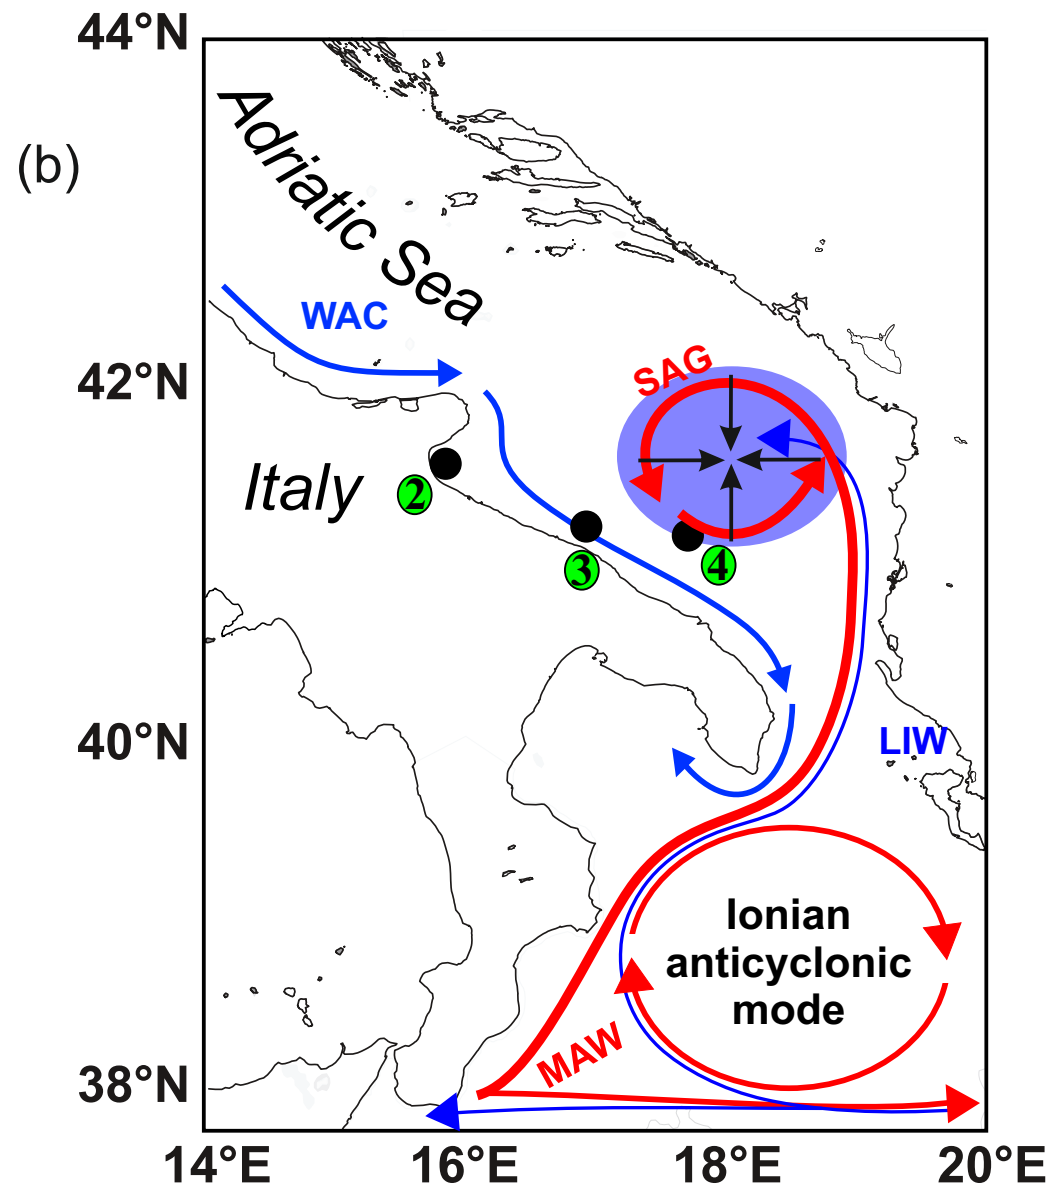 44°N
(b)
Adriatic Sea
WAC
42°N
SAG
Italy
2
3
4
40°N
LIW
Ionian
anticyclonic
mode
MAW
38°N
14°E 16°E 18°E 20°E